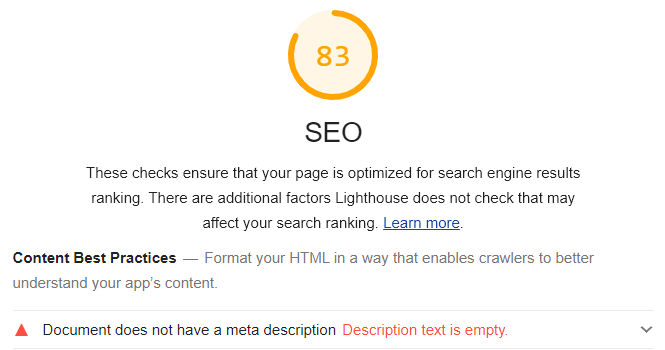 83
SEO
These checks ensure that your page is optimized for search engine results
ranking. There are additional factors Lighthouse does not check that may
affect your search ranking. Learn more.
Content Best Practices — Format your HTML in a way that enables crawlers to better
understand your app’s content.
Document does not have a meta description Description text is empty.